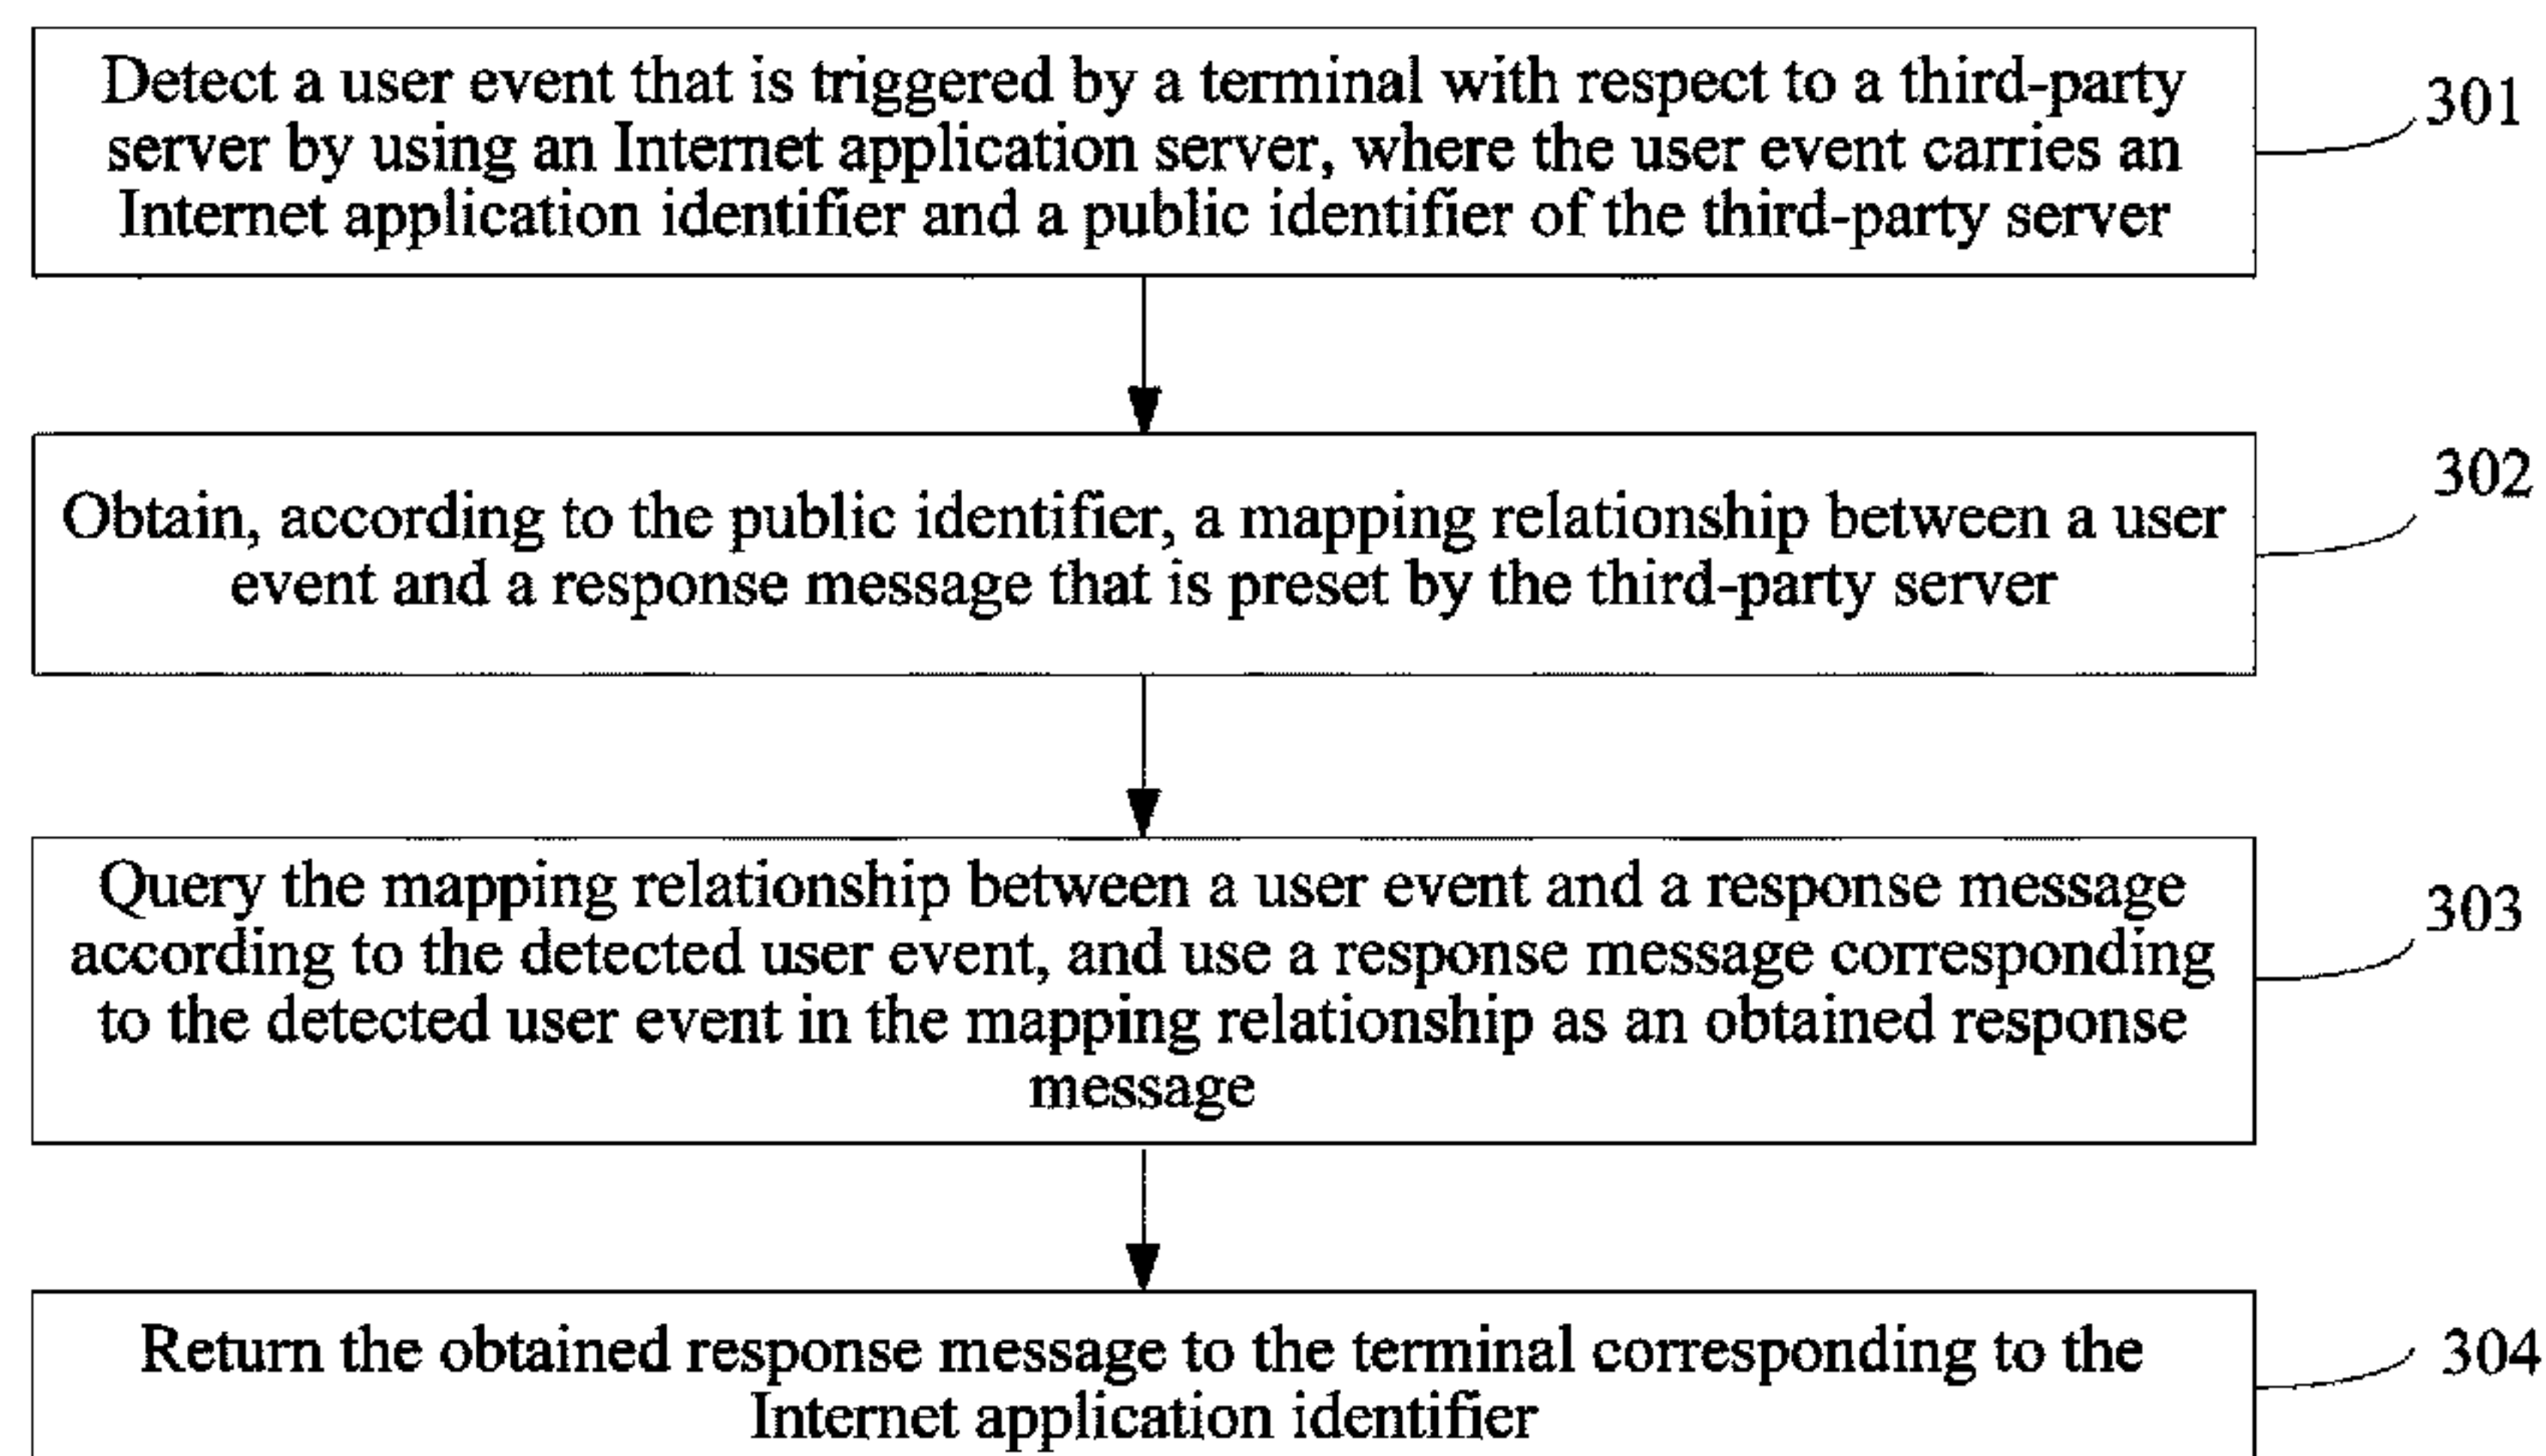 Detect a user event that is triggered by a terminal with respect to a third-party
server by using an Internet application server, where the user event carries an
Internet application identifier and a public identifier of the third-party server
301
Obtain, according to the public identifier, a mapping relationship between a user
event and a response message that is preset by the third-party server
302
Query the mapping relationship between a user event and a response message
according to the detected user event, and use a response message corresponding
to the detected user event in the mapping relationship as an obtained response
message
303
Return the obtained response message to the terminal corresponding to the
Internet application identifier
304